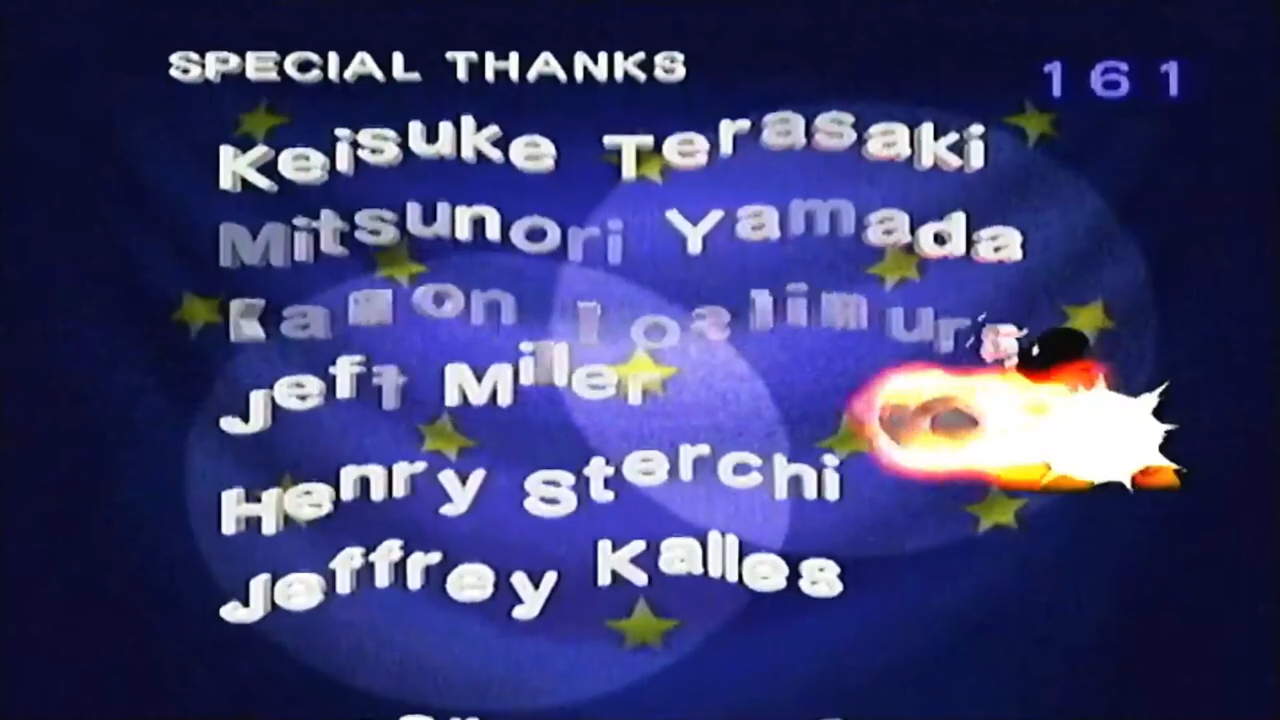 SPECIAL THANKS
161
Keisuke Terasaki
Mitsunori Yamada
Jeff Miller
Henry Sterchi
Jeffrey Kalles